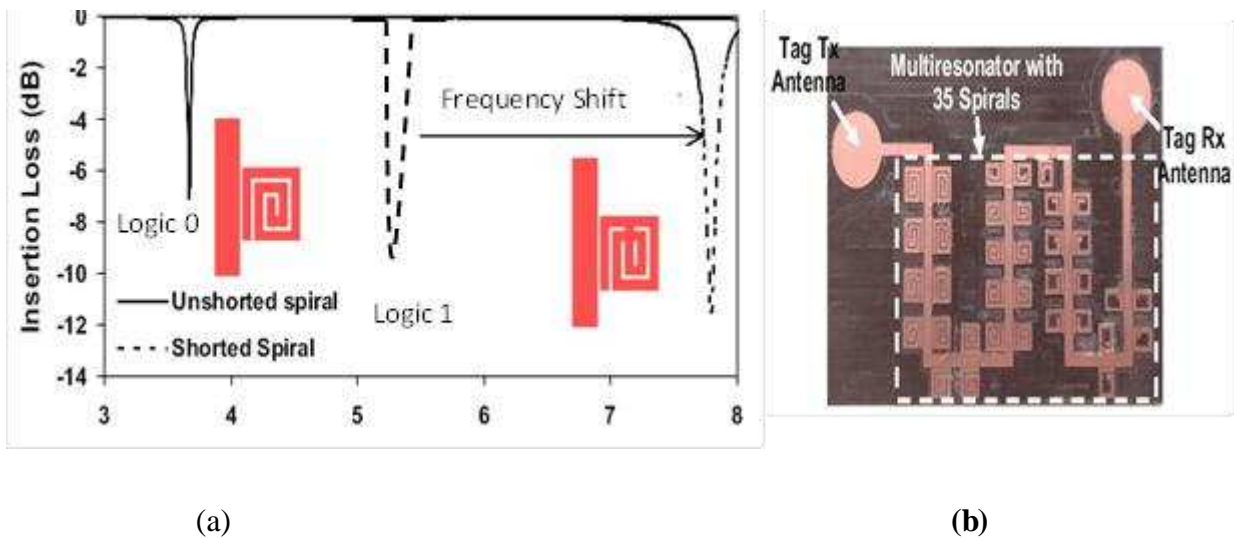 Insertion Loss (dB)
0
-2
-4
-6
-8
-10
-12
-14
3
4
5
6
7
8
Frequency Shift
Logic 0
Logic 1
Unshorted spiral
Shorted Spiral
Tag Tx
Antenna
Multiresonator with
35 Spirals
Tag Rx
Antenna
(a)
(b)